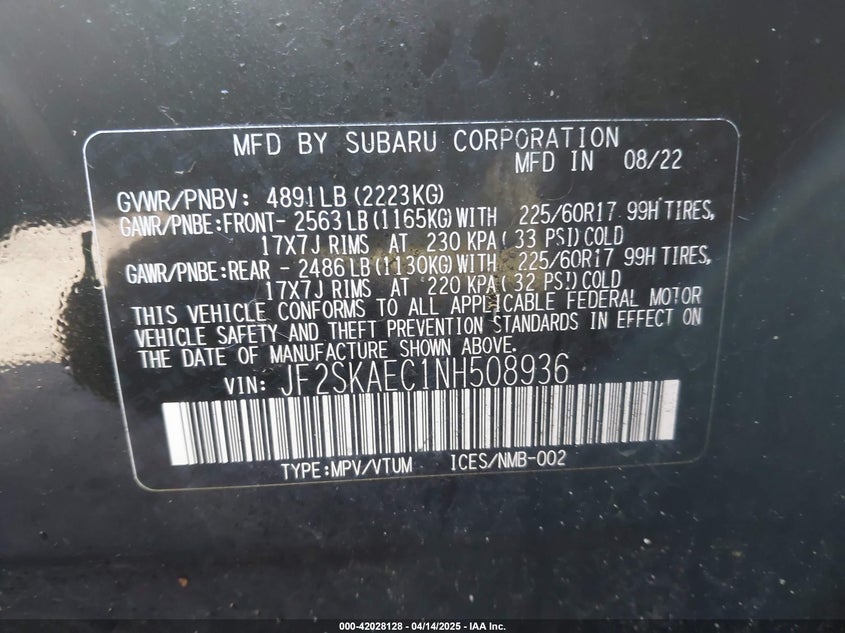 MFD BY SUBARU CORPORATION
MFD IN 08/22
GVWR/PNBV: 4891LB (2223KG)
GAWR/PNBE:FRONT- 2563LB(1165KG)WITH 225/60R17 99H TIRES,
17X7J RIMS AT 230 KPA( 33 PSI)COLD
GAWR/PNBE:REAR - 2486LB(1130KG)WITH 225/60R17 99H TIRES,
17X7J RIMS AT 220 KPA( 32 PSI)COLD
THIS VEHICLE CONFORMS TO ALL APPLICABLE FEDERAL MOTOR
VEHICLE SAFETY AND THEFT PREVENTION STANDARDS IN EFFECT ON
THE DATE OF MANUFACTURE SHOWN ABOVE.
VIN: JF2SKAEC1NH508936
TYPE:MPV/VTUM ICES/NMB-002
000-42028128 - 04/14/2025 - IAA Inc.